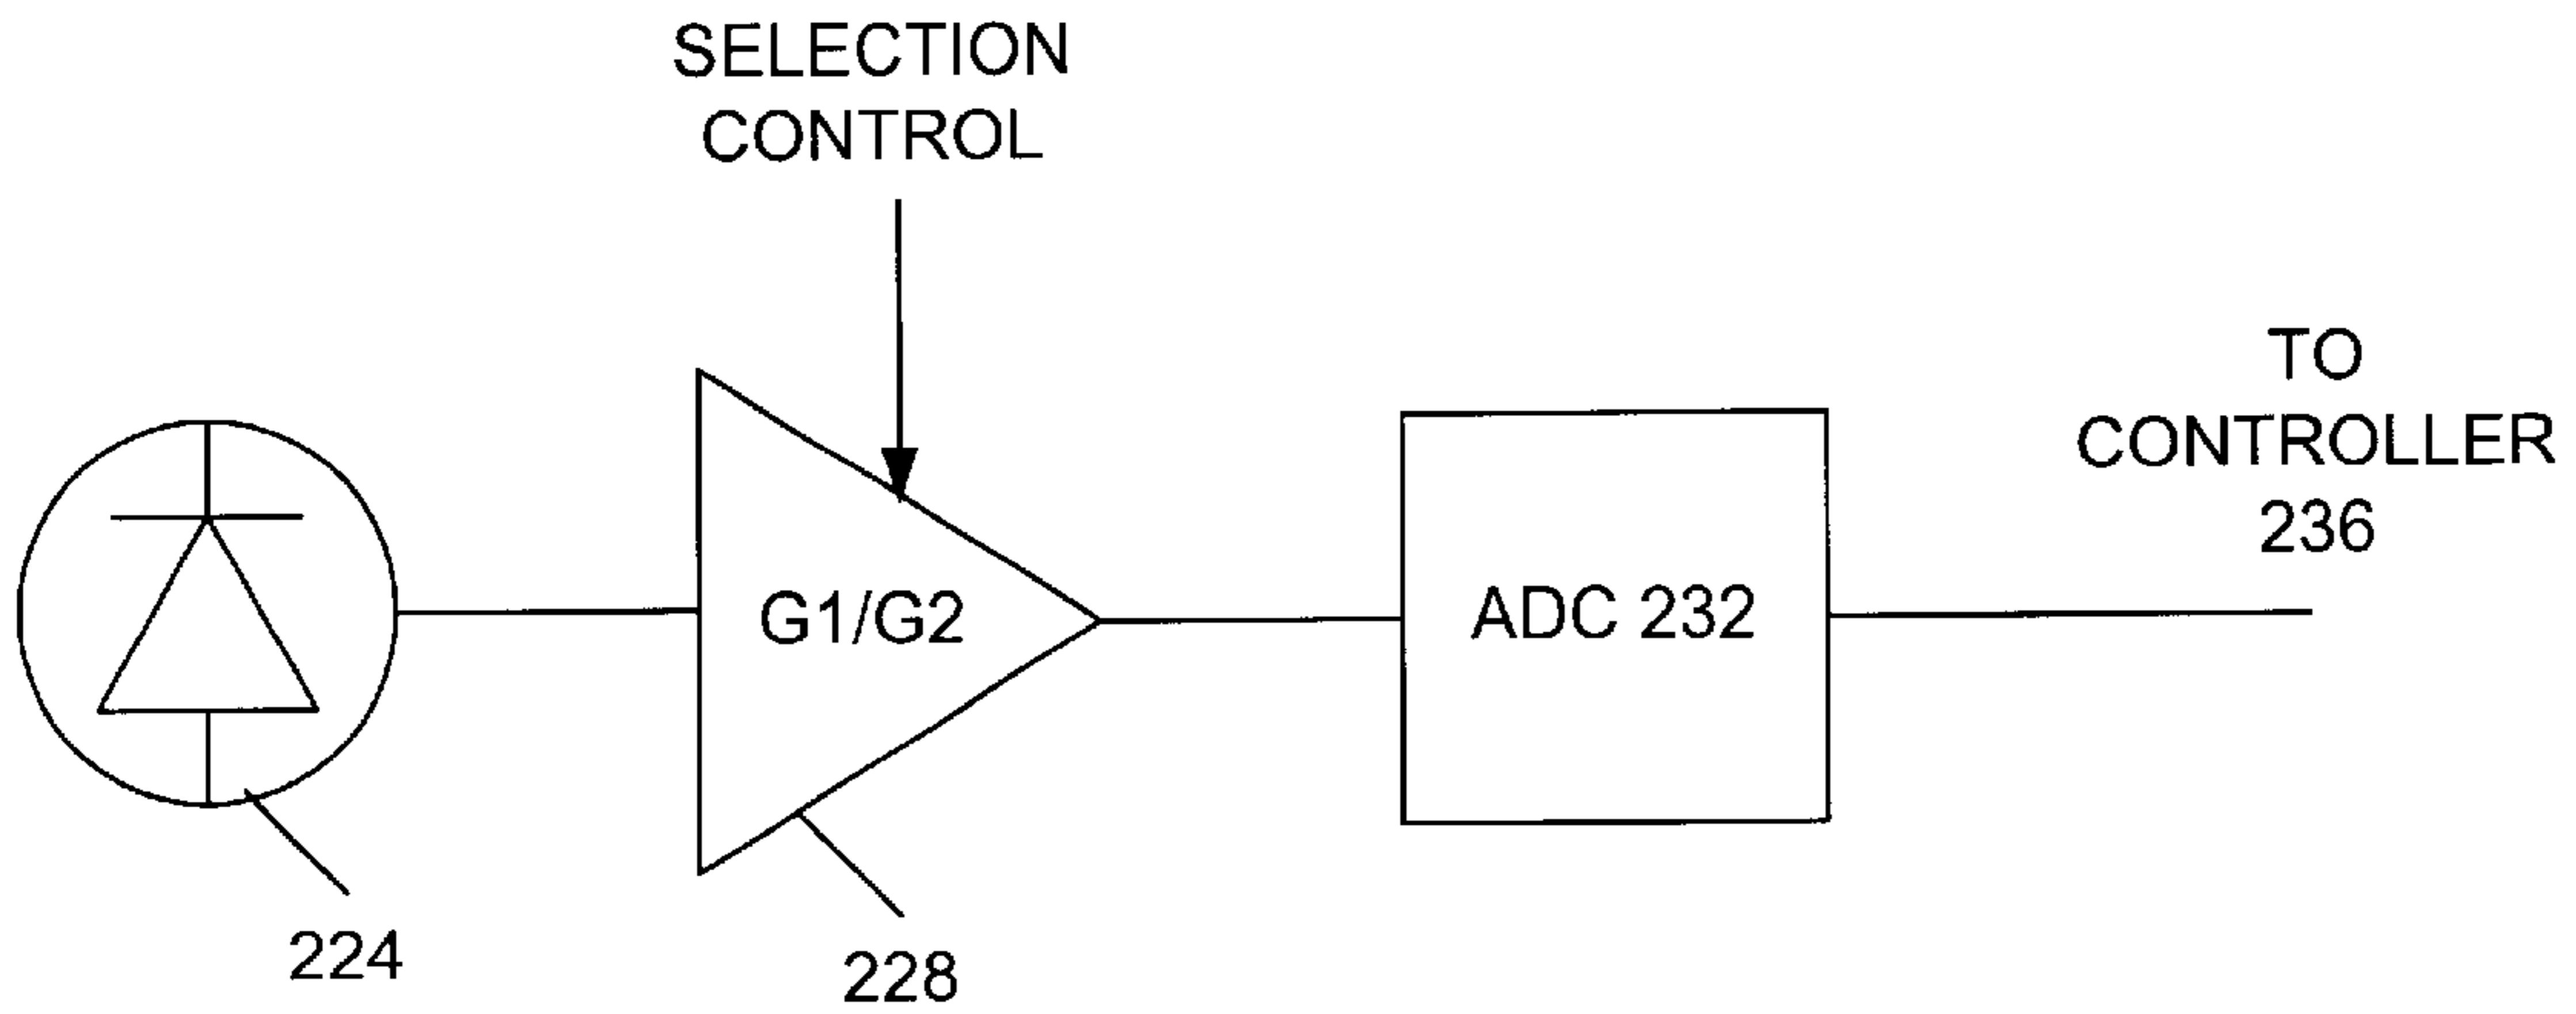 SELECTION
CONTROL
TO
CONTROLLER
236
G1/G2
ADC 232
224
228